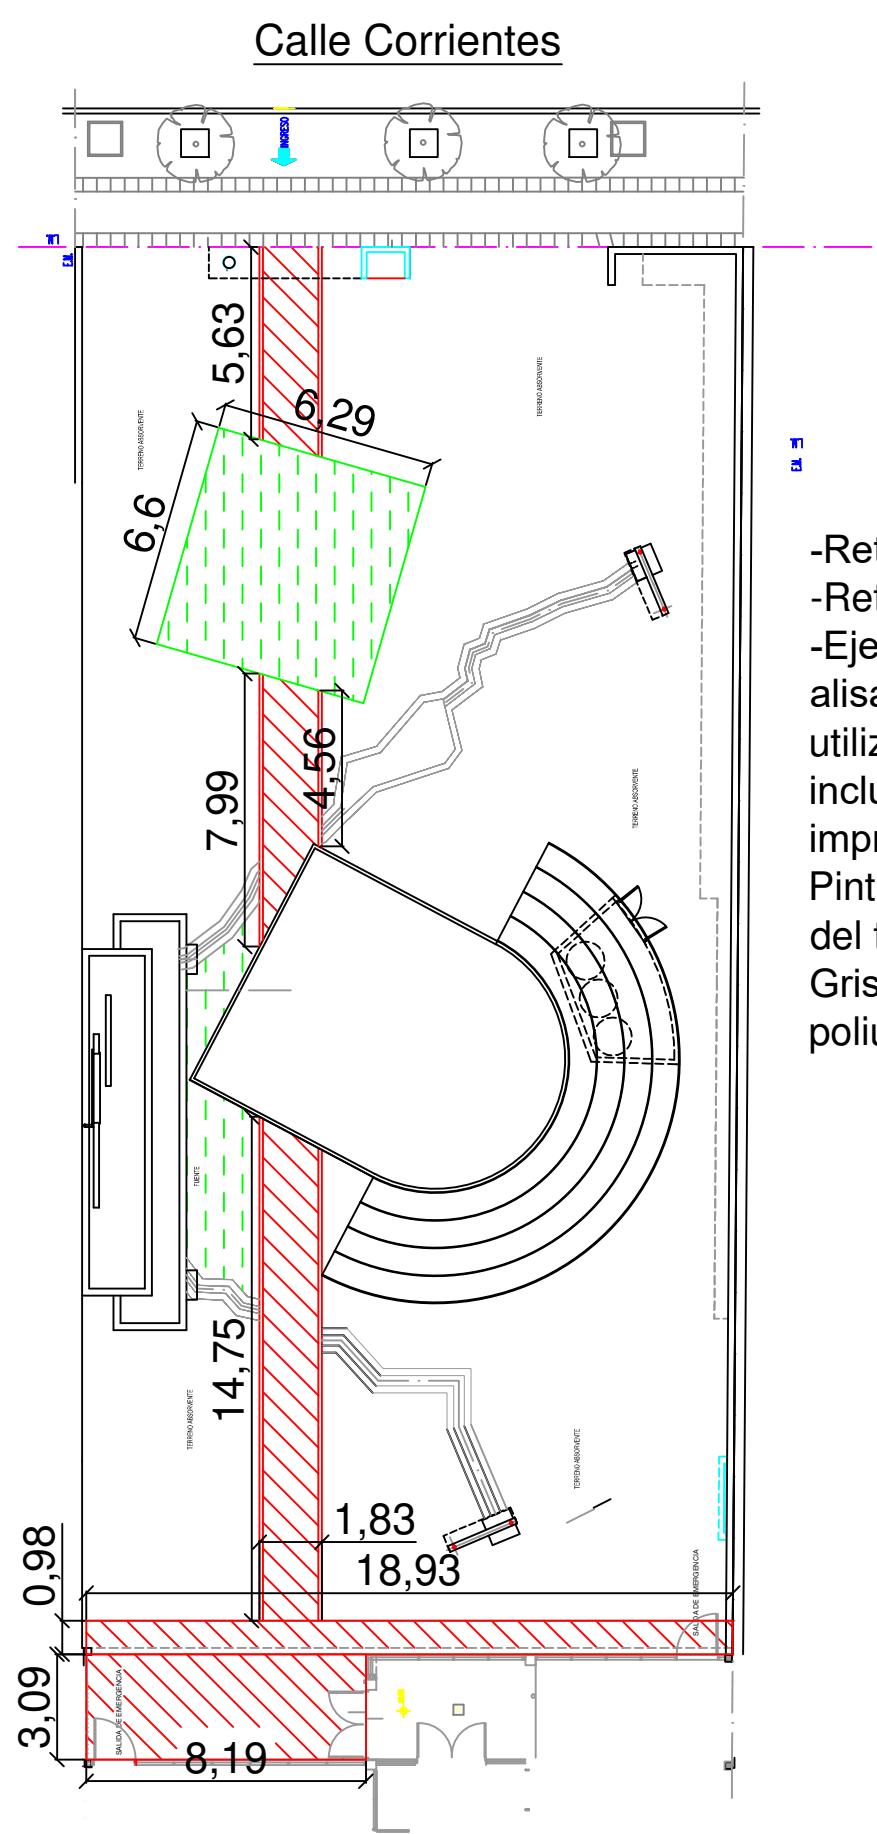 Calle Corrientes
INGRESO
L.M.
E.M.
5,63
TERRENO ABSORVENTE
TERRENO ABSORVENTE
6,29
L.M.
E.M.
6,6
-Ret
-Ret
-Eje
alisa
utiliz
inclu
impr
Pint
del t
Gris
poliu
4,56
7,99
TERRENO ABSORVENTE
FUENTE
14,75
TERRENO ABSORVENTE
TERRENO ABSORVENTE
1,83
18,93
0,98
SALIDA DE EMERGENCIA
3,09
SALIDA DE EMERGENCIA
8,19